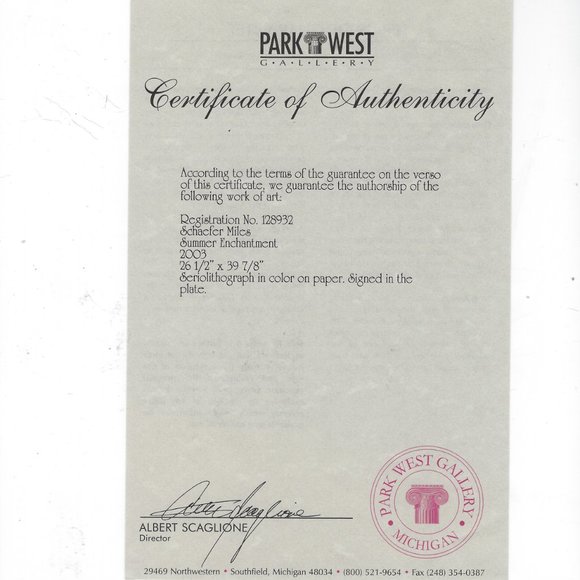 PARK WEST
G•A•L•L•E•R•Y
Certificate of Authenticity
According to the terms of the guarantee on the verso
of this certificate, we guarantee the authorship of the
following work of art:
Registration No. 128932
Schaefer Miles
Summer Enchantment
2003
26 1/2" x 39 7/8"
Seriolithograph in color on paper. Signed in the
plate.
Albert Scaglione
ALBERT SCAGLIONE
Director
PARK WEST GALLERY
• MICHIGAN •
29469 Northwestern • Southfield, Michigan 48034 • (800) 521-9654 • Fax (248) 354-0387